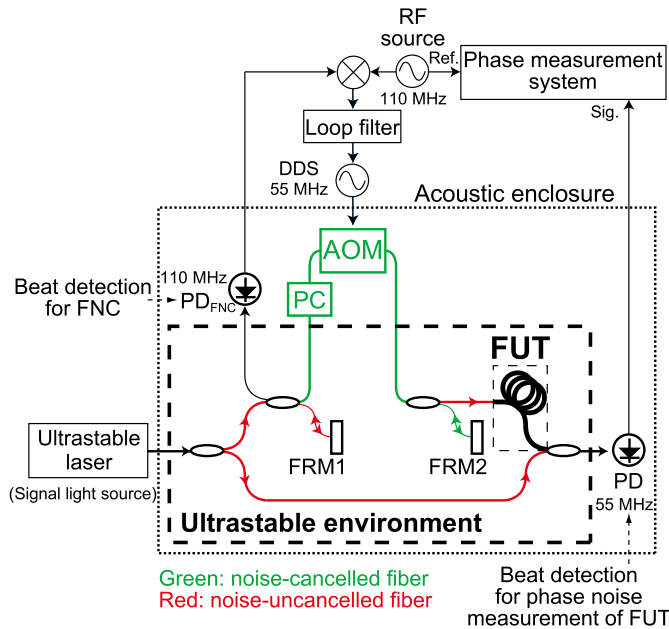 RF
source
Ref.
110 MHz
Phase measurement
system
Sig.
Loop filter
DDS
55 MHz
Acoustic enclosure
AOM
110 MHz
Beat detection
for FNC
PD_FNC
PC
FUT
Ultrastable
laser
(Signal light source)
FRM1
FRM2
PD
55 MHz
Ultrastable environment
Green: noise-cancelled fiber
Red: noise-uncancelled fiber
Beat detection
for phase noise
measurement of FUT